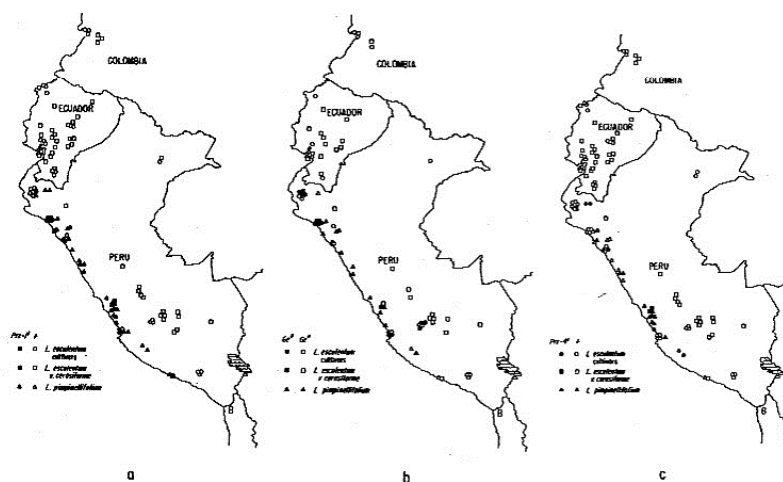 COLOMBIA
ECUADOR
PERU
L. esculentum
cultivars
L. esculentum
v. cerasiforme
L. pimpinellifolium
a
COLOMBIA
ECUADOR
PERU
L. esculentum
cultivars
L. esculentum
v. cerasiforme
L. pimpinellifolium
b
COLOMBIA
ECUADOR
PERU
L. esculentum
cultivars
L. esculentum
v. cerasiforme
L. pimpinellifolium
c